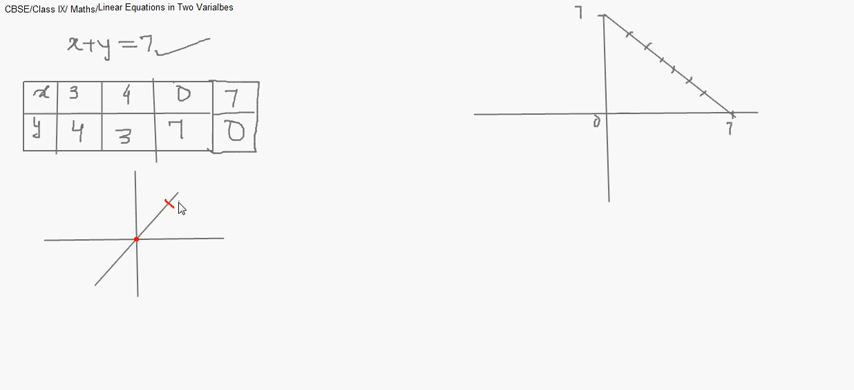 CBSE/Class IX/ Maths/Linear Equations in Two Varialbes
x+y=7
x 3 4 0 7
y 4 3 7 0
7
0
7